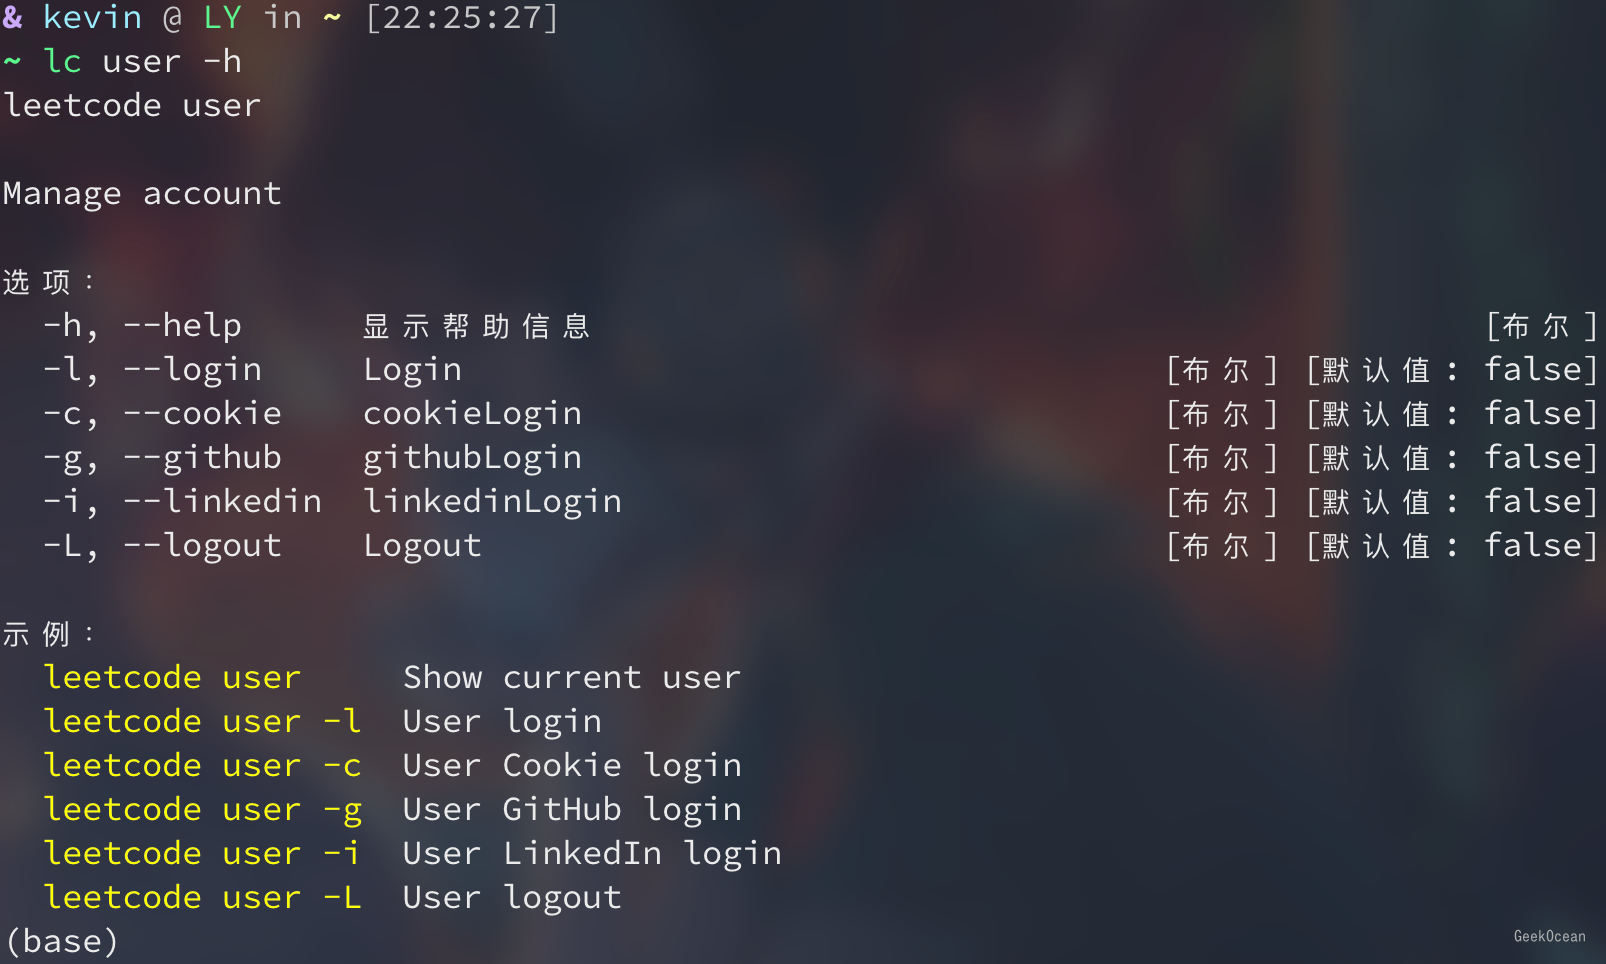 & kevin @ LY in ~ [22:25:27]
~ lc user -h
leetcode user
Manage account
选项：
-h, --help 显示帮助信息 [布尔]
-l, --login Login [布尔] [默认值: false]
-c, --cookie cookieLogin [布尔] [默认值: false]
-g, --github githubLogin [布尔] [默认值: false]
-i, --linkedin linkedinLogin [布尔] [默认值: false]
-L, --logout Logout [布尔] [默认值: false]
示例：
leetcode user Show current user
leetcode user -l User login
leetcode user -c User Cookie login
leetcode user -g User GitHub login
leetcode user -i User LinkedIn login
leetcode user -L User logout
(base)
GeekOcean